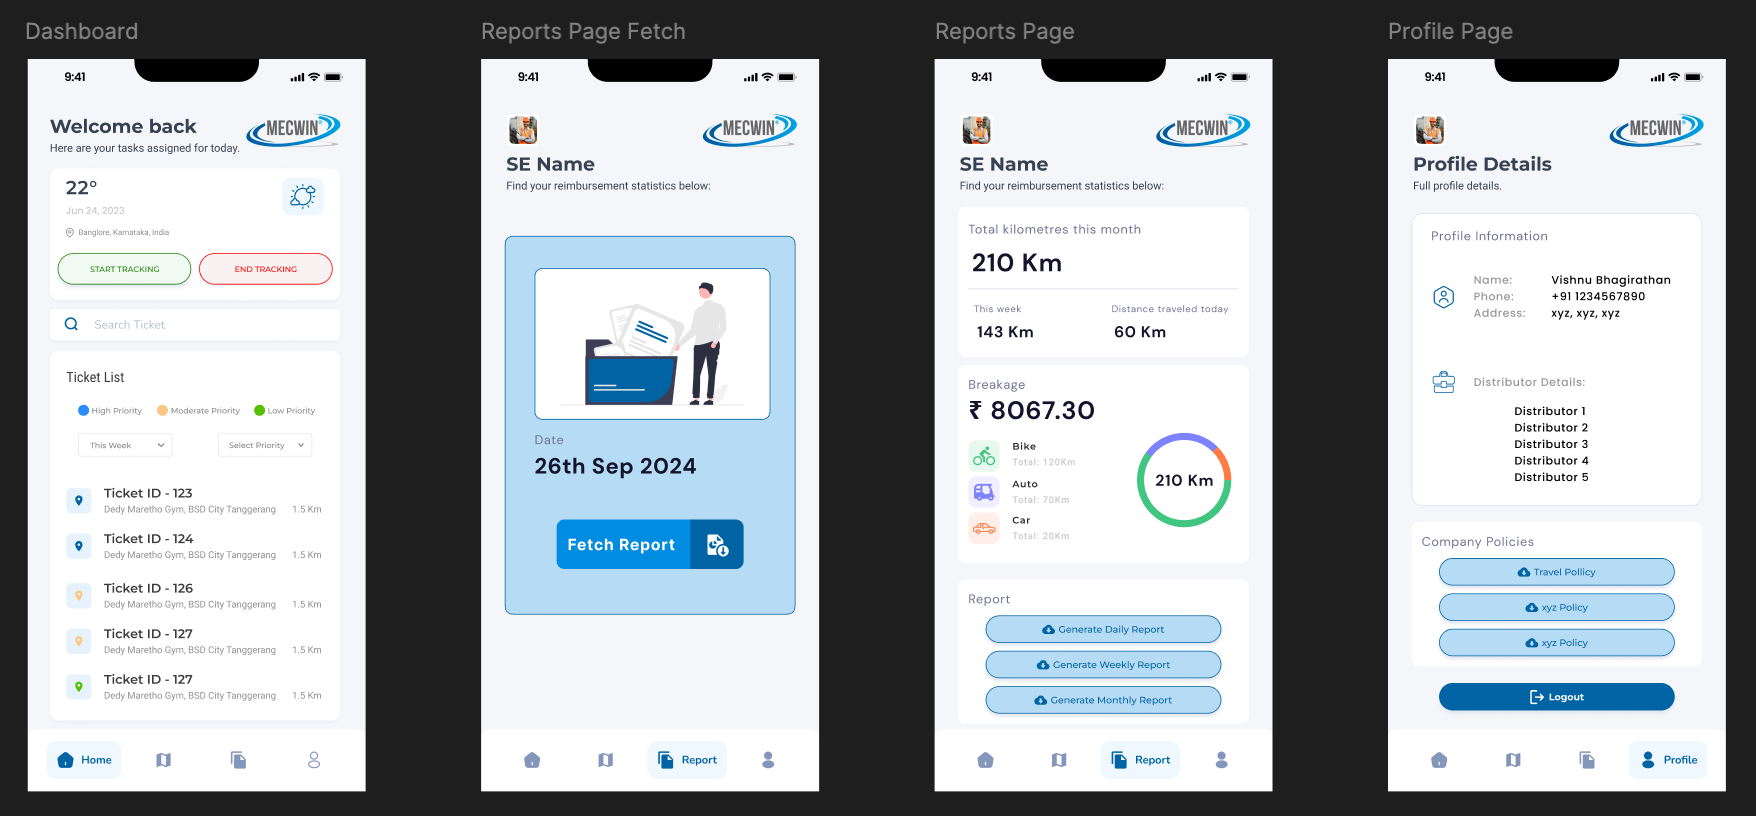 Dashboard
9:41
Welcome back
MECWIN
Here are your tasks assigned for today.
22°
Jun 24, 2023
Banglore, Karnataka, India
START TRACKING
END TRACKING
Search Ticket
Ticket List
High Priority
Moderate Priority
Low Priority
This Week
Select Priority
Ticket ID - 123
Dedy Maretho Gym, BSD City Tanggerang 1.5 Km
Ticket ID - 124
Dedy Maretho Gym, BSD City Tanggerang 1.5 Km
Ticket ID - 126
Dedy Maretho Gym, BSD City Tanggerang 1.5 Km
Ticket ID - 127
Dedy Maretho Gym, BSD City Tanggerang 1.5 Km
Ticket ID - 127
Dedy Maretho Gym, BSD City Tanggerang 1.5 Km
Home
Reports Page Fetch
9:41
MECWIN
SE Name
Find your reimbursement statistics below:
Date
26th Sep 2024
Fetch Report
Report
Reports Page
9:41
MECWIN
SE Name
Find your reimbursement statistics below:
Total kilometres this month
210 Km
This week
Distance traveled today
143 Km
60 Km
Breakage
₹ 8067.30
Bike
Total: 120Km
Auto
Total: 70Km
Car
Total: 20Km
210 Km
Report
Generate Daily Report
Generate Weekly Report
Generate Monthly Report
Report
Profile Page
9:41
MECWIN
Profile Details
Full profile details.
Profile Information
Name: Vishnu Bhagirathan
Phone: +91 1234567890
Address: xyz, xyz, xyz
Distributor Details:
Distributor 1
Distributor 2
Distributor 3
Distributor 4
Distributor 5
Company Policies
Travel Pollicy
xyz Policy
xyz Policy
Logout
Profile